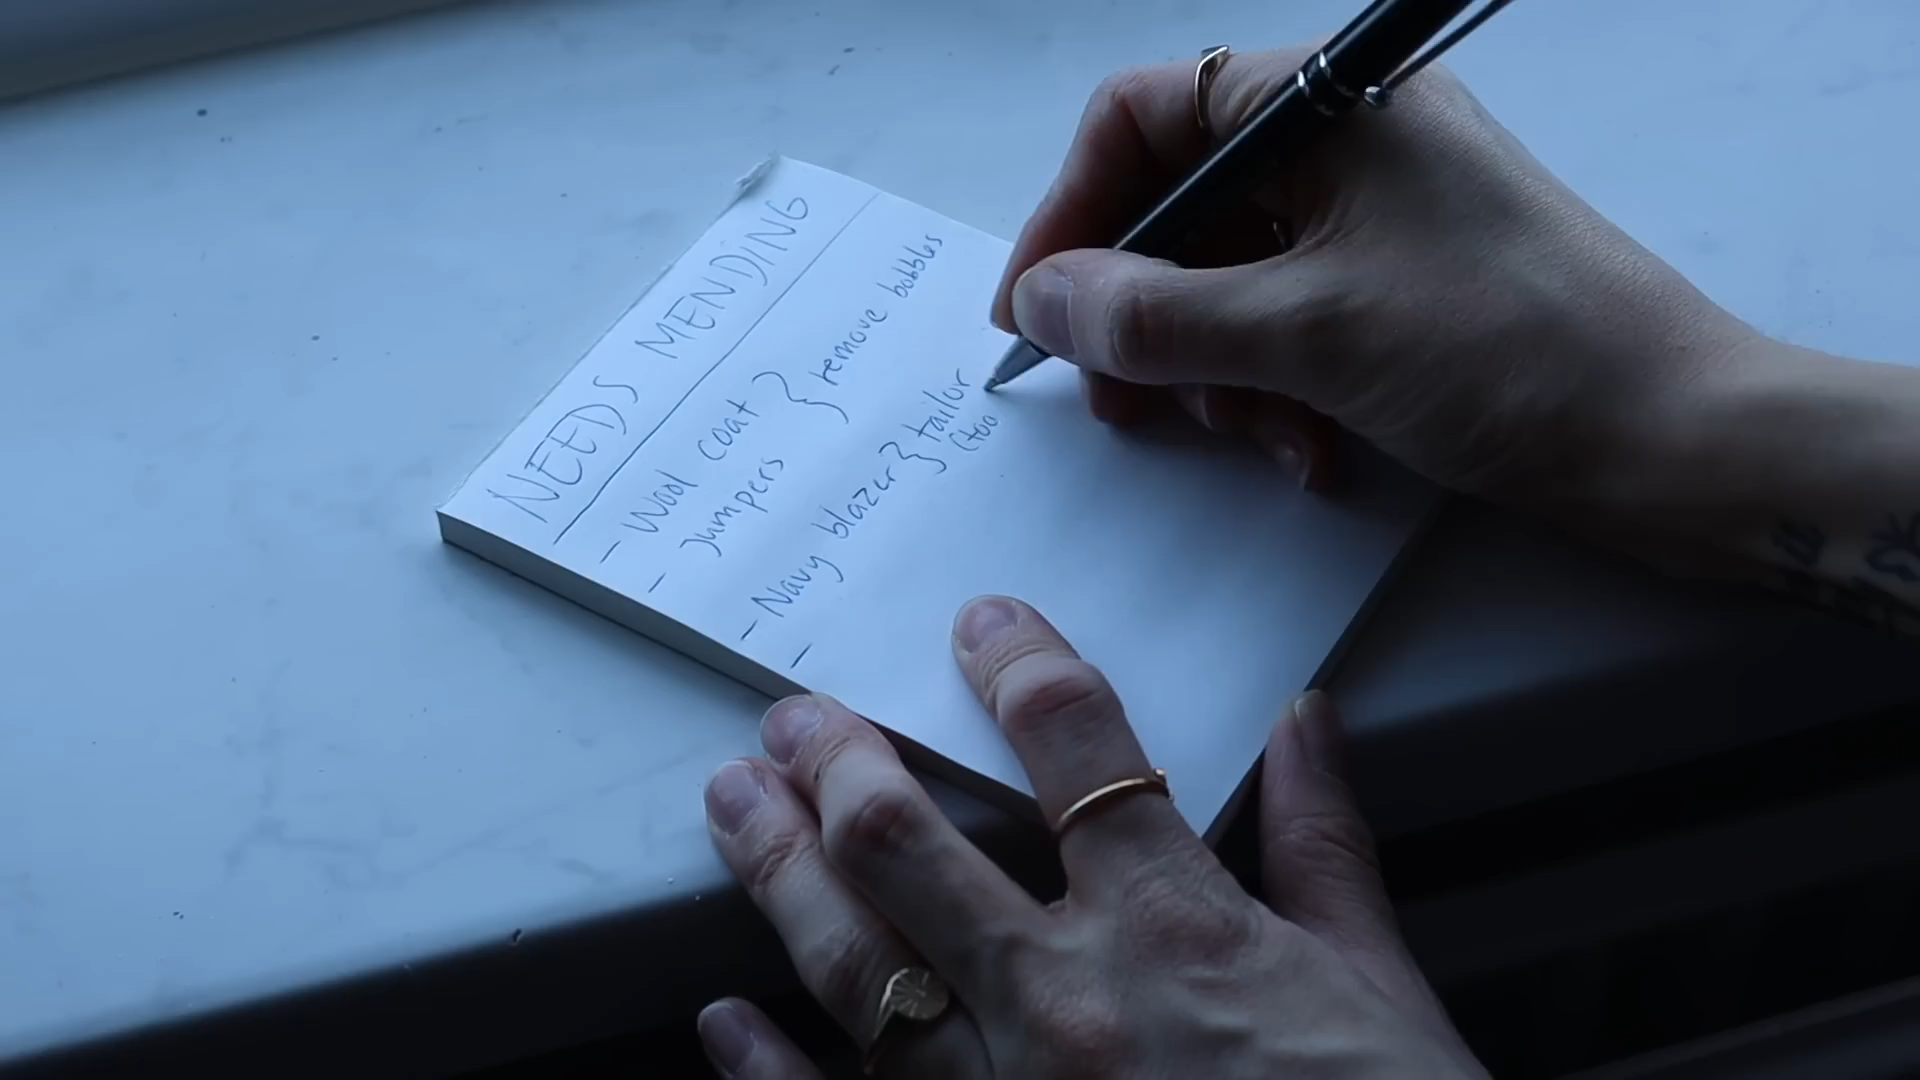 NEEDS MENDING
- Wool coat } remove bobbles
- Jumpers
- Navy blazer } tailor
(too
-